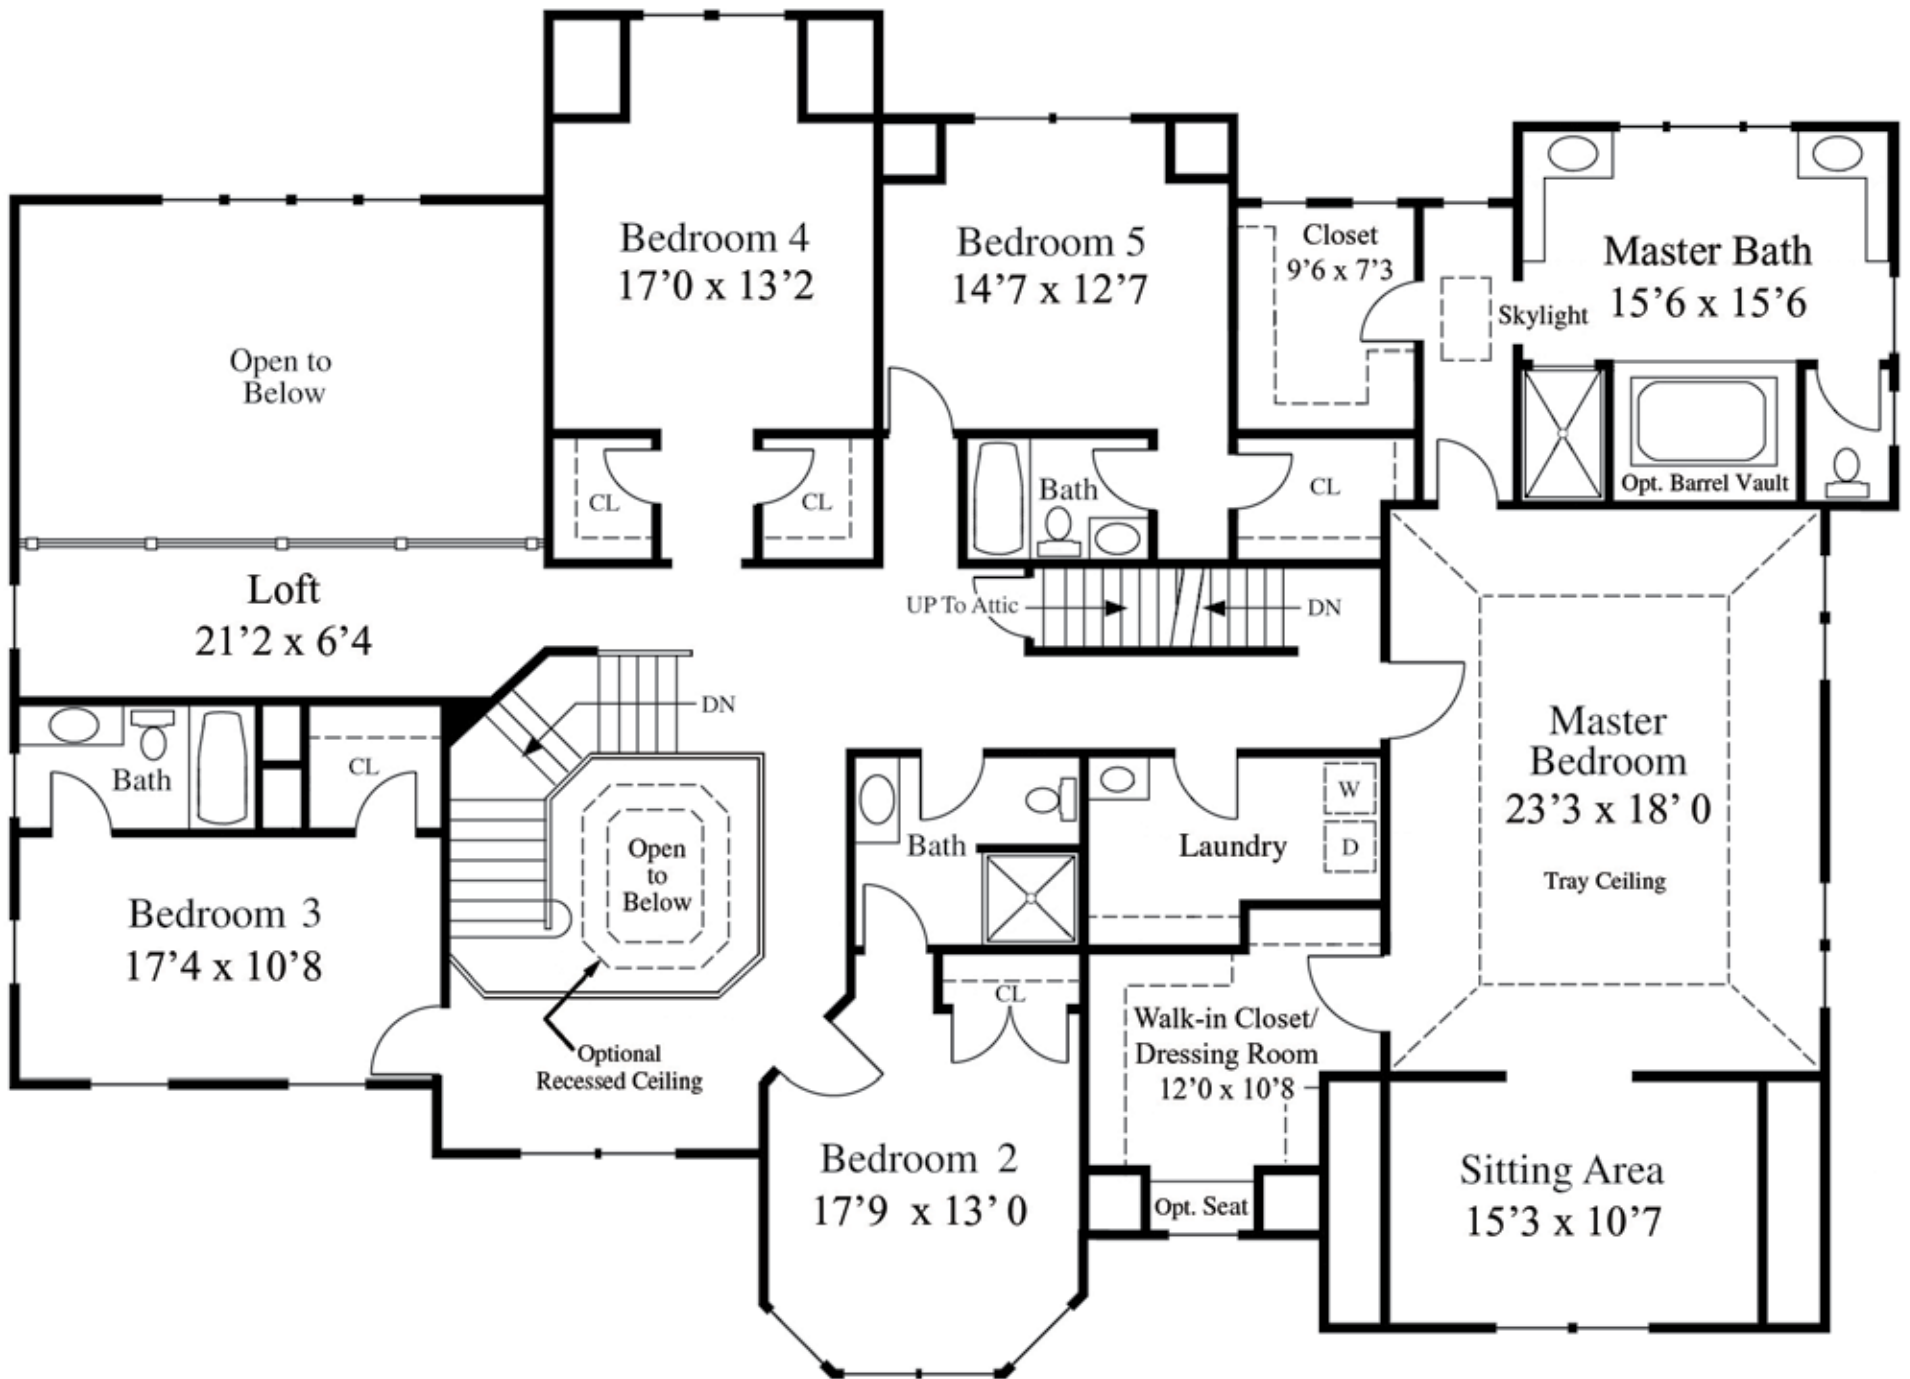 Bedroom 4
17’0 x 13’2
Bedroom 5
14’7 x 12’7
Closet
9’6 x 7’3
Master Bath
15’6 x 15’6
Skylight
Open to
Below
CL
CL
Bath
CL
Opt. Barrel Vault
Loft
21’2 x 6’4
UP To Attic
DN
DN
Bath
CL
Master
Bedroom
23’3 x 18’ 0
Tray Ceiling
W
D
Laundry
Bath
Open
to
Below
Bedroom 3
17’4 x 10’8
CL
Walk-in Closet/
Dressing Room
12’0 x 10’8
Optional
Recessed Ceiling
Bedroom 2
17’9 x 13’ 0
Opt. Seat
Sitting Area
15’3 x 10’7